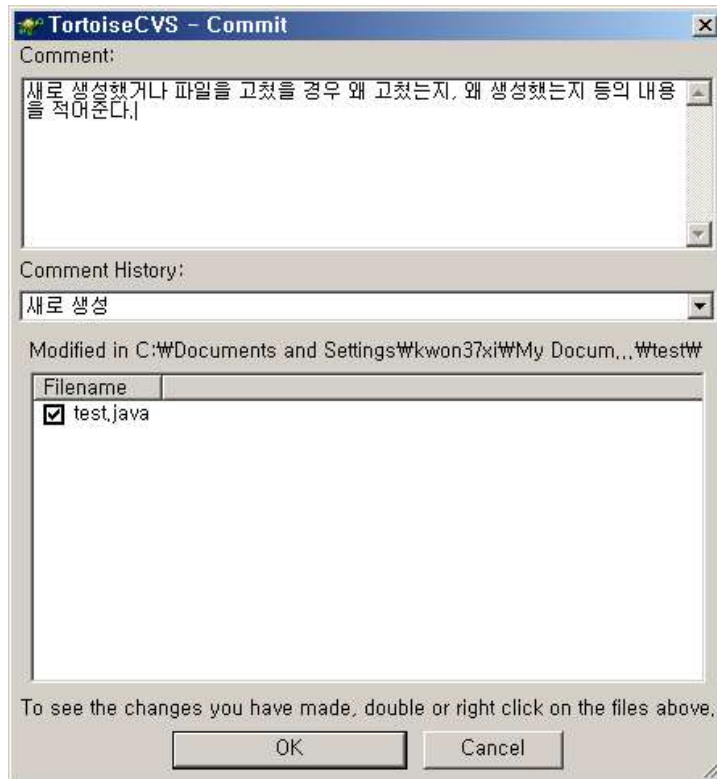 TortoiseCVS - Commit
Comment:
새로 생성했거나 파일을 고쳤을 경우 왜 고쳤는지, 왜 생성했는지 등의 내용
을 적어준다.
Comment History:
새로 생성
Modified in C:₩Documents and Settings₩kwon37xi₩My Docum...₩test₩
Filename
test.java
To see the changes you have made, double or right click on the files above.
OK Cancel